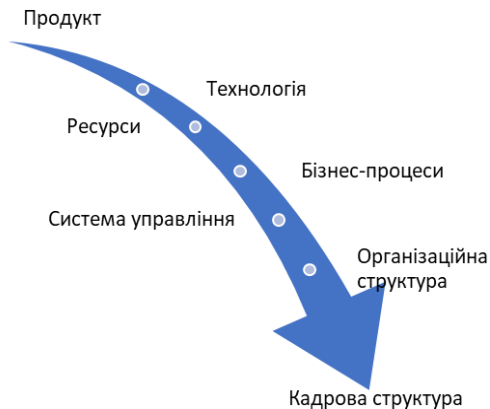 Продукт
Технологія
Ресурси
Бізнес-процеси
Система управління
Організаційна
структура
Кадрова структура